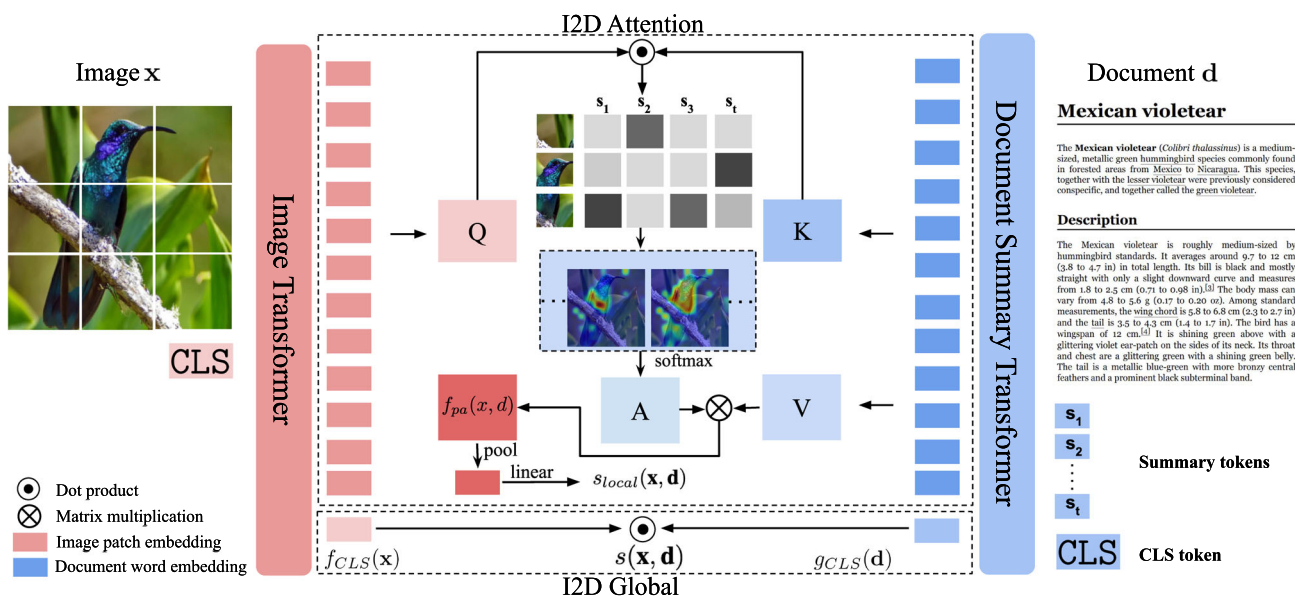 I2D Attention
Image x
Document d
CLS
Image Transformer
Document Summary Transformer
s1 s2 s3 st
Q
K
softmax
fpa(x, d)
A
V
pool
linear
slocal(x, d)
fCLS(x)
s(x, d)
gCLS(d)
I2D Global
Dot product
Matrix multiplication
Image patch embedding
Document word embedding
Mexican violetear
The Mexican violetear (Colibri thalassinus) is a medium-
sized, metallic green hummingbird species commonly found
in forested areas from Mexico to Nicaragua. This species,
together with the lesser violetear were previously considered
conspecific, and together called the green violetear.
Description
The Mexican violetear is roughly medium-sized by
hummingbird standards. It averages around 9.7 to 12 cm
(3.8 to 4.7 in) in total length. Its bill is black and mostly
straight with only a slight downward curve and measures
from 1.8 to 2.5 cm (0.71 to 0.98 in).[3] The body mass can
vary from 4.8 to 5.6 g (0.17 to 0.20 oz). Among standard
measurements, the wing chord is 5.8 to 6.8 cm (2.3 to 2.7 in)
and the tail is 3.5 to 4.3 cm (1.4 to 1.7 in). The bird has a
wingspan of 12 cm.[4] It is shining green above with a
glittering violet ear-patch on the sides of its neck. Its throat
and chest are a glittering green with a shining green belly.
The tail is a metallic blue-green with more bronzy central
feathers and a prominent black subterminal band.
s1
s2
st
Summary tokens
CLS
CLS token